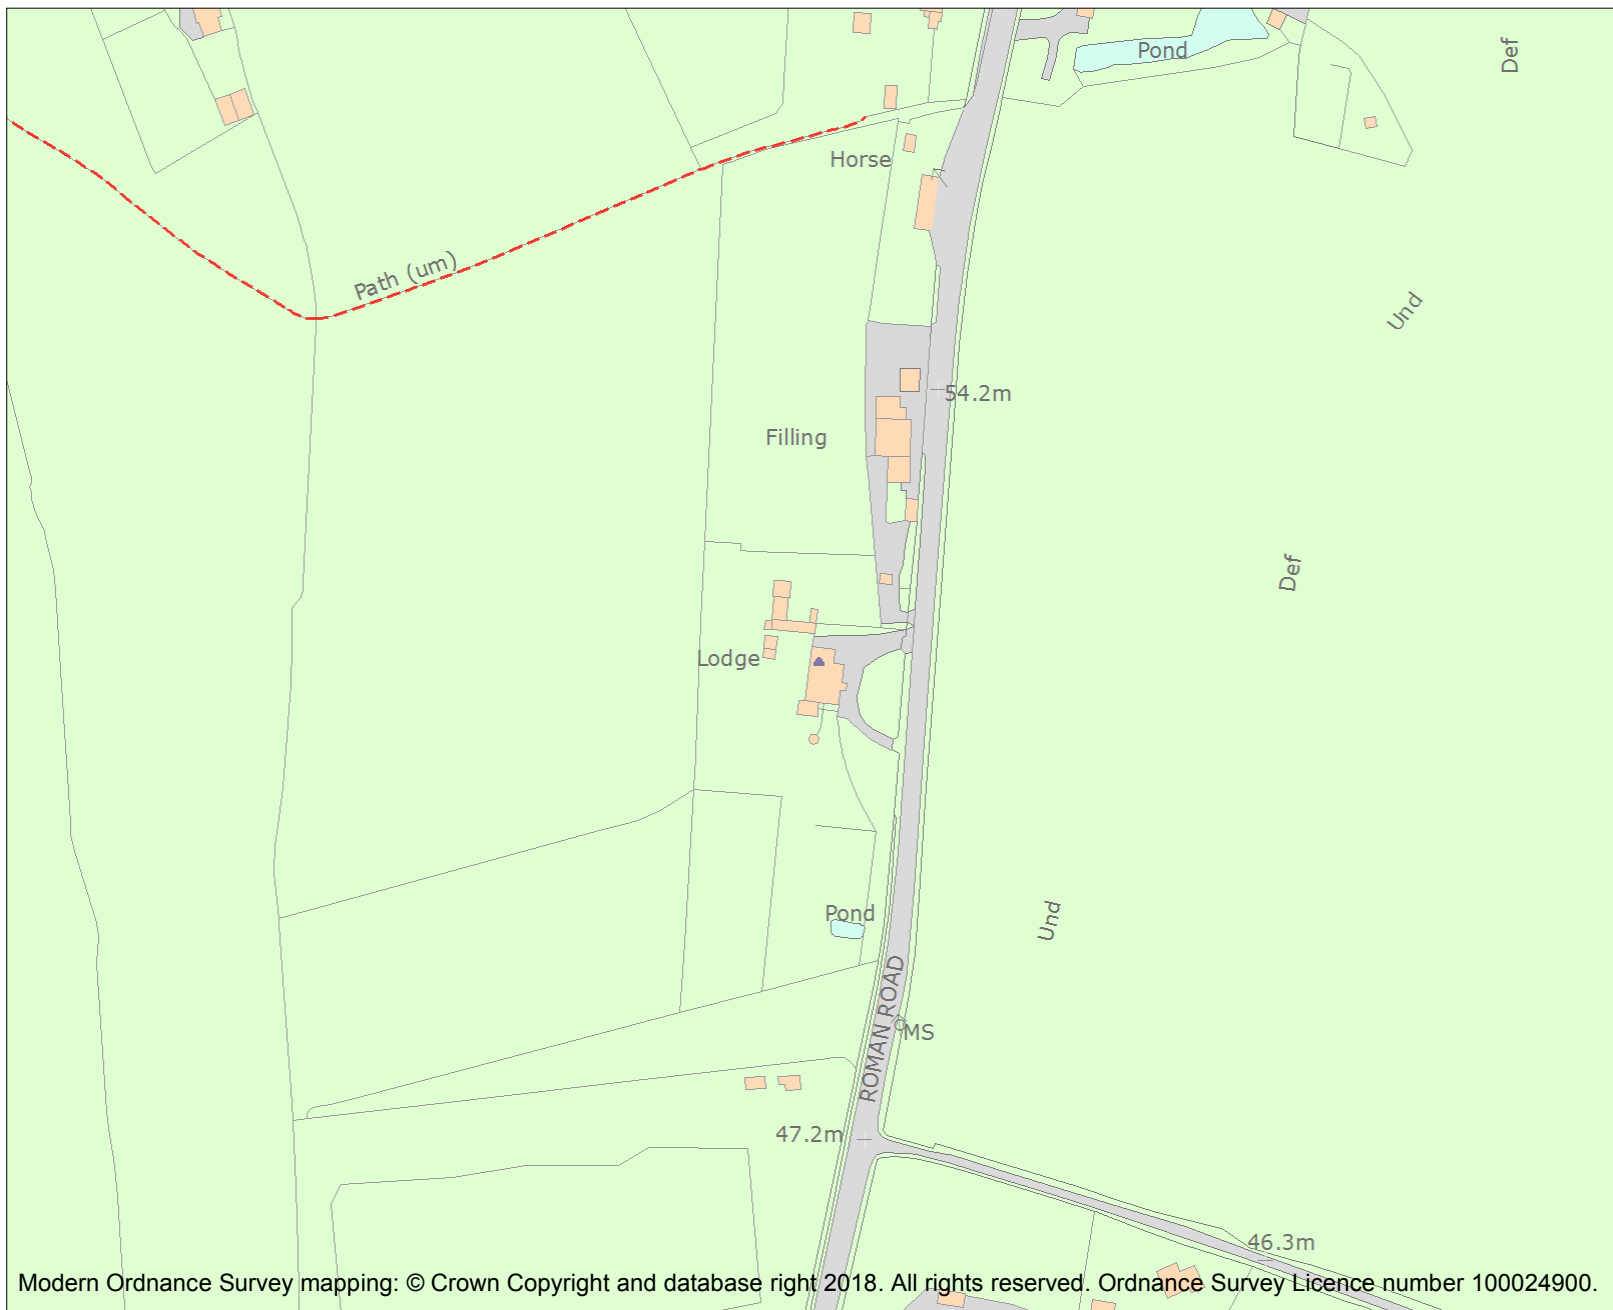 Pond
Def
Horse
Path (um)
Und
54.2m
Filling
Def
Lodge
Pond
Und
ROMAN ROAD
MS
47.2m
46.3m
Modern Ordnance Survey mapping: © Crown Copyright and database right 2018. All rights reserved. Ordnance Survey Licence number 100024900.